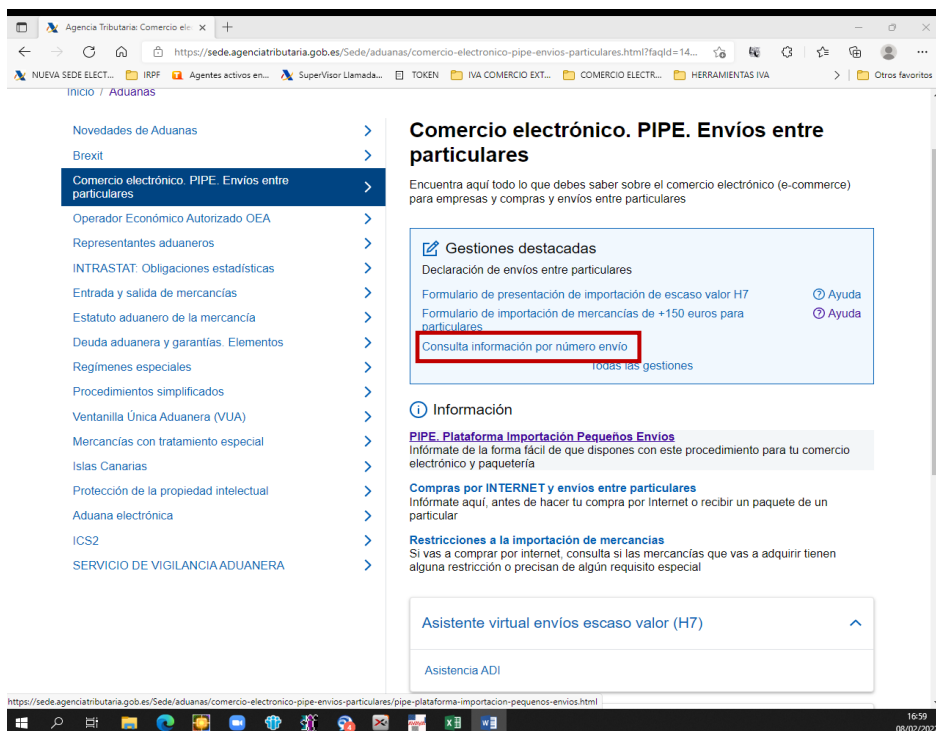 Agencia Tributaria: Comercio ele
https://sede.agenciatributaria.gob.es/Sede/aduanas/comercio-electronico-pipe-envios-particulares.html?faqId=14...
NUEVA SEDE ELECT... IRPF Agentes activos en... SuperVisor Llamada... TOKEN IVA COMERCIO EXT... COMERCIO ELECTR... HERRAMIENTAS IVA Otros favoritos
Inicio / Aduanas
Novedades de Aduanas
Brexit
Comercio electrónico. PIPE. Envíos entre
particulares
Operador Económico Autorizado OEA
Representantes aduaneros
INTRASTAT: Obligaciones estadísticas
Entrada y salida de mercancías
Estatuto aduanero de la mercancía
Deuda aduanera y garantías. Elementos
Regímenes especiales
Procedimientos simplificados
Ventanilla Única Aduanera (VUA)
Mercancías con tratamiento especial
Islas Canarias
Protección de la propiedad intelectual
Aduana electrónica
ICS2
SERVICIO DE VIGILANCIA ADUANERA
Comercio electrónico. PIPE. Envíos entre
particulares
Encuentra aquí todo lo que debes saber sobre el comercio electrónico (e-commerce)
para empresas y compras y envíos entre particulares
Gestiones destacadas
Declaración de envíos entre particulares
Formulario de presentación de importación de escaso valor H7 Ayuda
Formulario de importación de mercancías de +150 euros para Ayuda
particulares
Consulta información por número envío
Todas las gestiones
Información
PIPE. Plataforma Importación Pequeños Envíos
Infórmate de la forma fácil de que dispones con este procedimiento para tu comercio
electrónico y paquetería
Compras por INTERNET y envios entre particulares
Infórmate aquí, antes de hacer tu compra por Internet o recibir un paquete de un
particular
Restricciones a la importación de mercancias
Si vas a comprar por internet, consulta si las mercancías que vas a adquirir tienen
alguna restricción o precisan de algún requisito especial
Asistente virtual envíos escaso valor (H7)
Asistencia ADI
https://sede.agenciatributaria.gob.es/Sede/aduanas/comercio-electronico-pipe-envios-particulares/pipe-plataforma-importacion-pequenos-envios.html
16:59